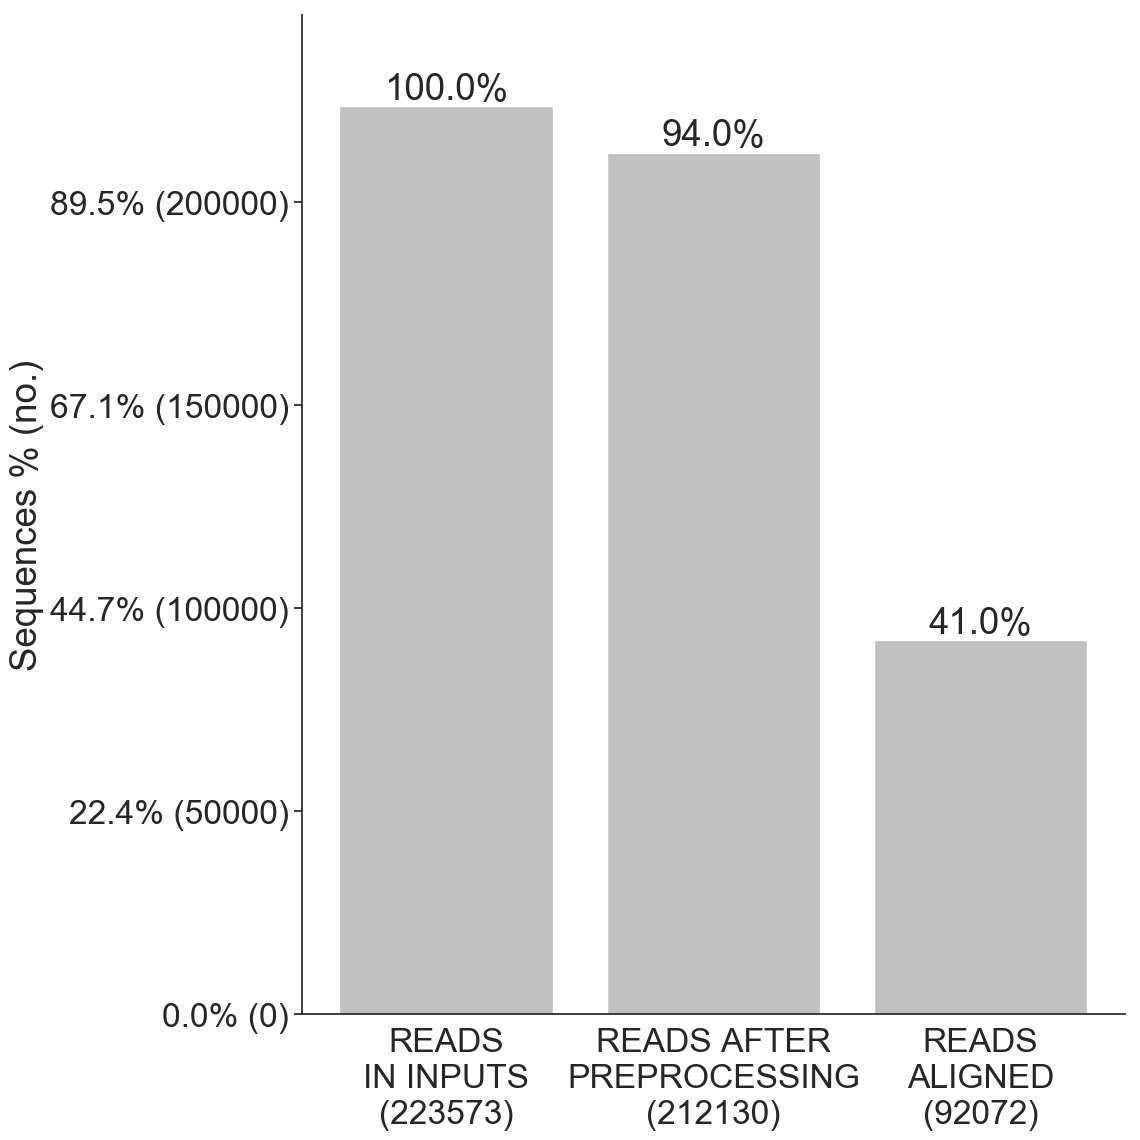 100.0%
94.0%
89.5% (200000)
67.1% (150000)
Sequences % (no.)
44.7% (100000)
41.0%
22.4% (50000)
0.0% (0)
READS
IN INPUTS
(223573)
READS AFTER
PREPROCESSING
(212130)
READS
ALIGNED
(92072)